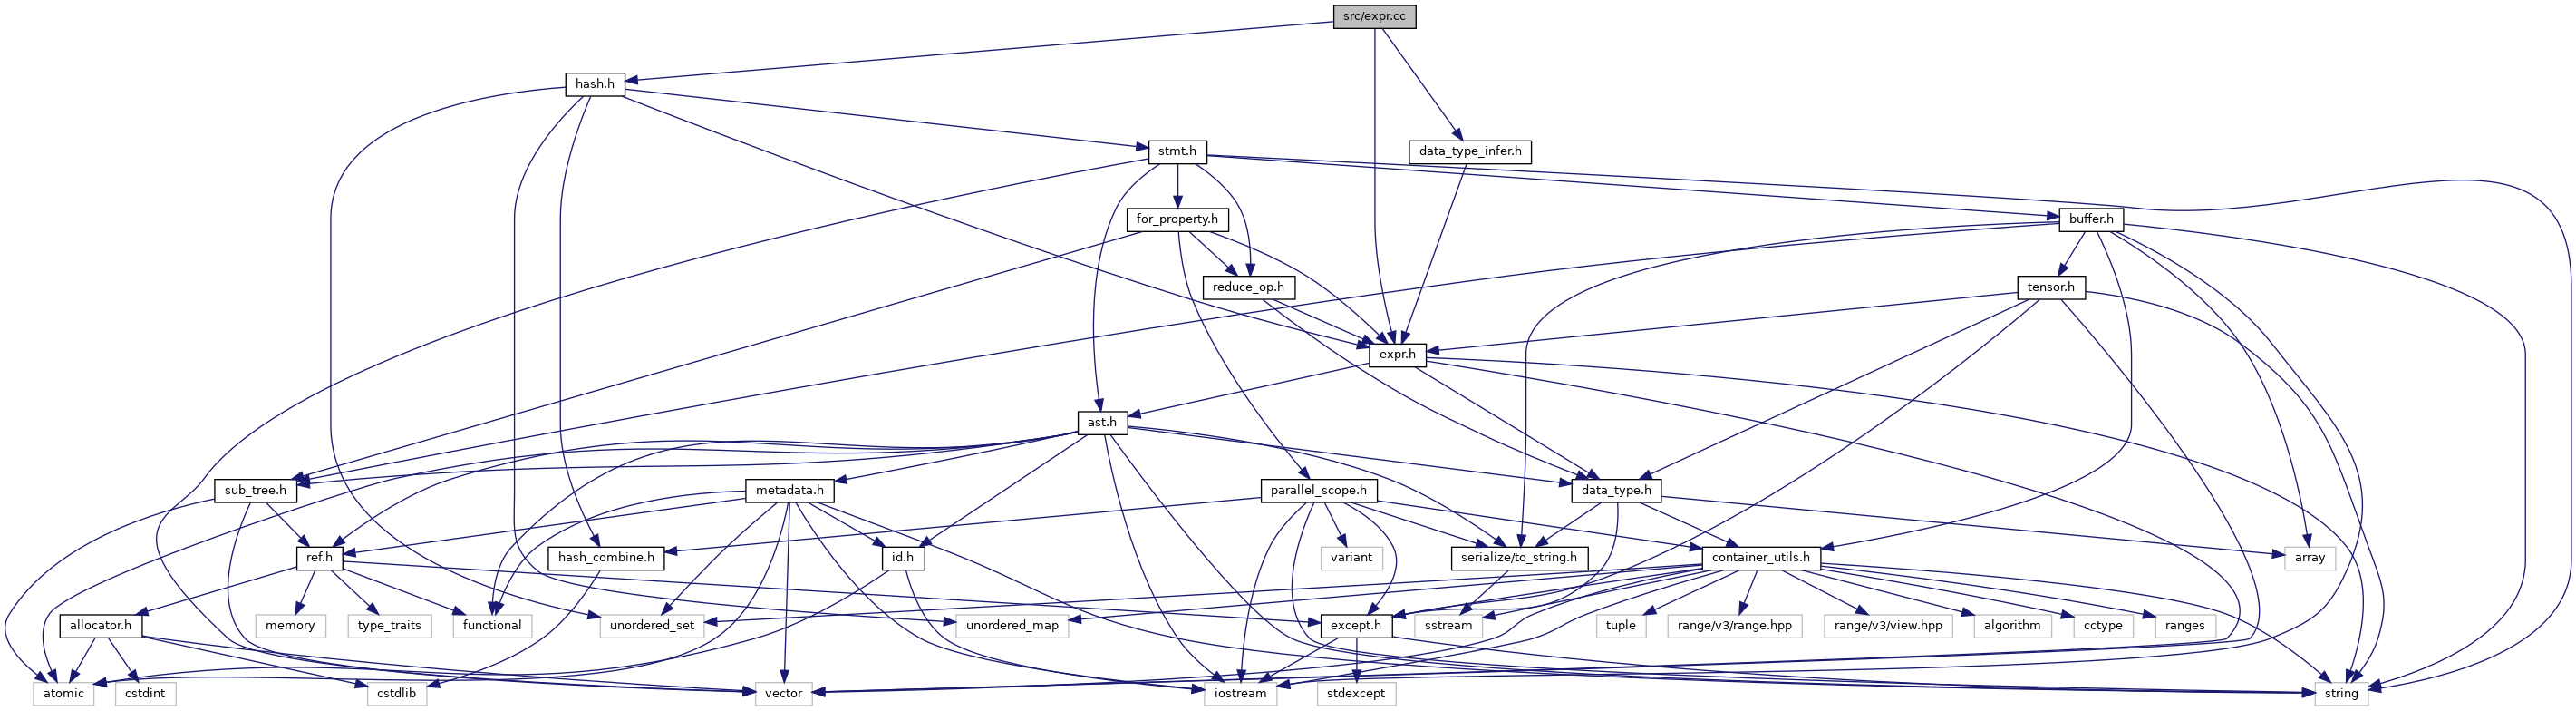 src/expr.cc
hash.h
stmt.h
data_type_infer.h
for_property.h
buffer.h
reduce_op.h
tensor.h
expr.h
ast.h
sub_tree.h
metadata.h
parallel_scope.h
data_type.h
ref.h
hash_combine.h
id.h
variant
serialize/to_string.h
container_utils.h
array
allocator.h
memory
type_traits
functional
unordered_set
unordered_map
except.h
sstream
tuple
range/v3/range.hpp
range/v3/view.hpp
algorithm
cctype
ranges
atomic
cstdint
cstdlib
vector
iostream
stdexcept
string